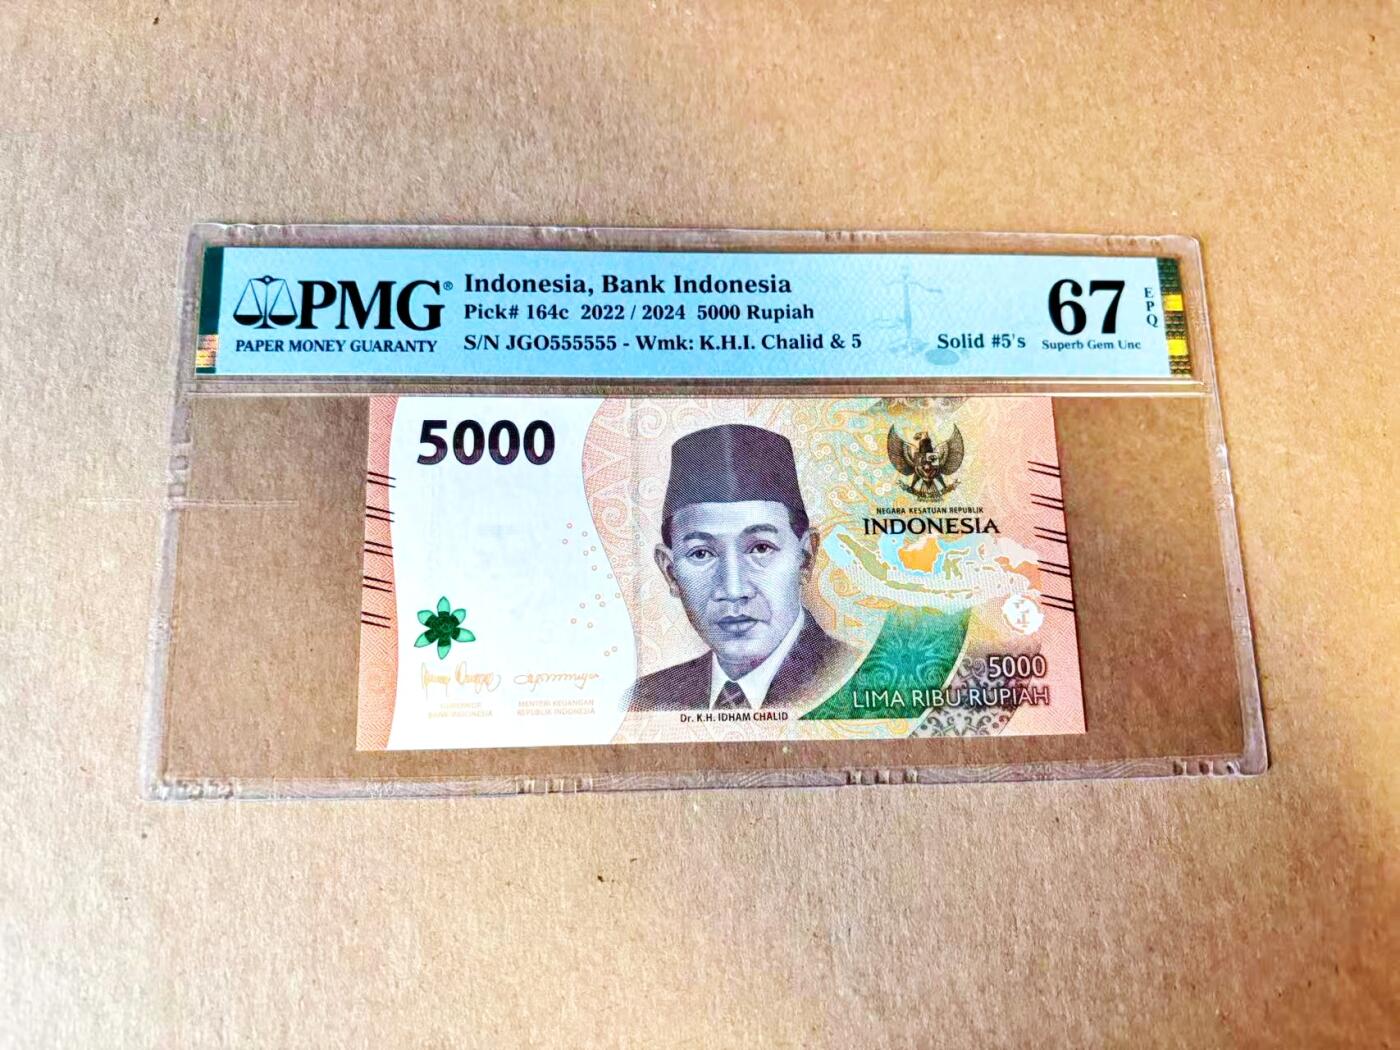 PMG®
PAPER MONEY GUARANTY
Indonesia, Bank Indonesia
Pick# 164c 2022 / 2024 5000 Rupiah
S/N JGO555555 - Wmk: K.H.I. Chalid & 5
Solid #5's
67
EPQ
Superb Gem Unc
5000
NEGARA KESATUAN REPUBLIK
INDONESIA
GUBERNUR
BANK INDONESIA
MENTERI KEUANGAN
REPUBLIK INDONESIA
Dr. K.H. IDHAM CHALID
5000
LIMA RIBU RUPIAH